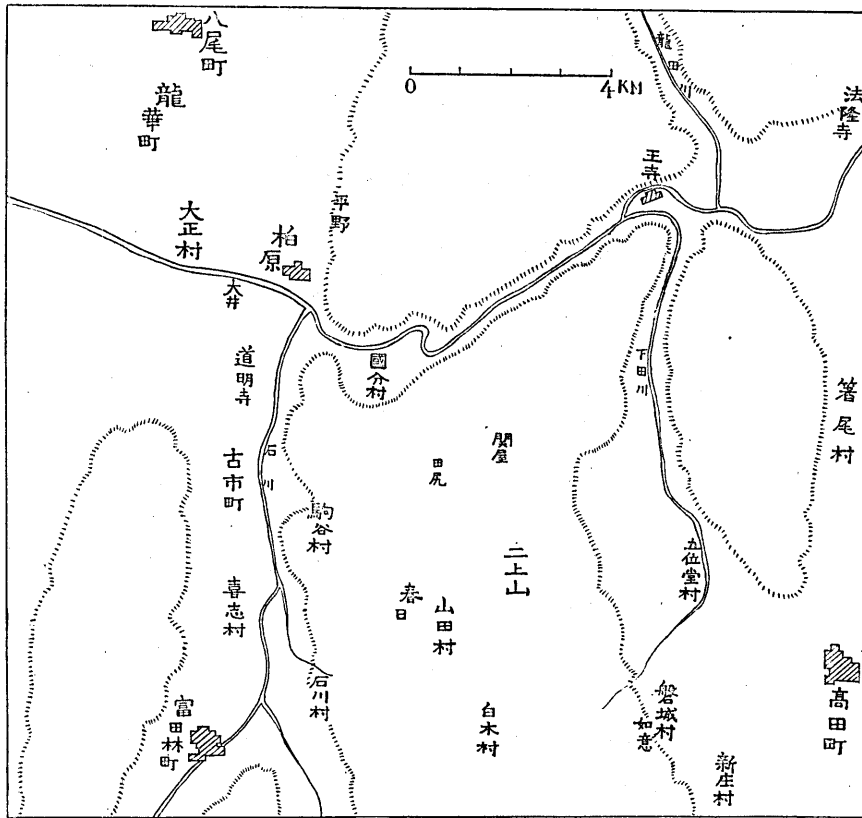 八尾町
龍華町
0 4 KM
龍田川
法隆寺
王寺
平野
大正村
柏原
大井
國分村
道明寺
下田川
箸尾村
石川
古市町
関屋
田尻
駒谷村
二上山
五位堂村
春日
山田村
喜志村
石川村
富田林町
白木村
磐城村
如意
高田町
新庄村